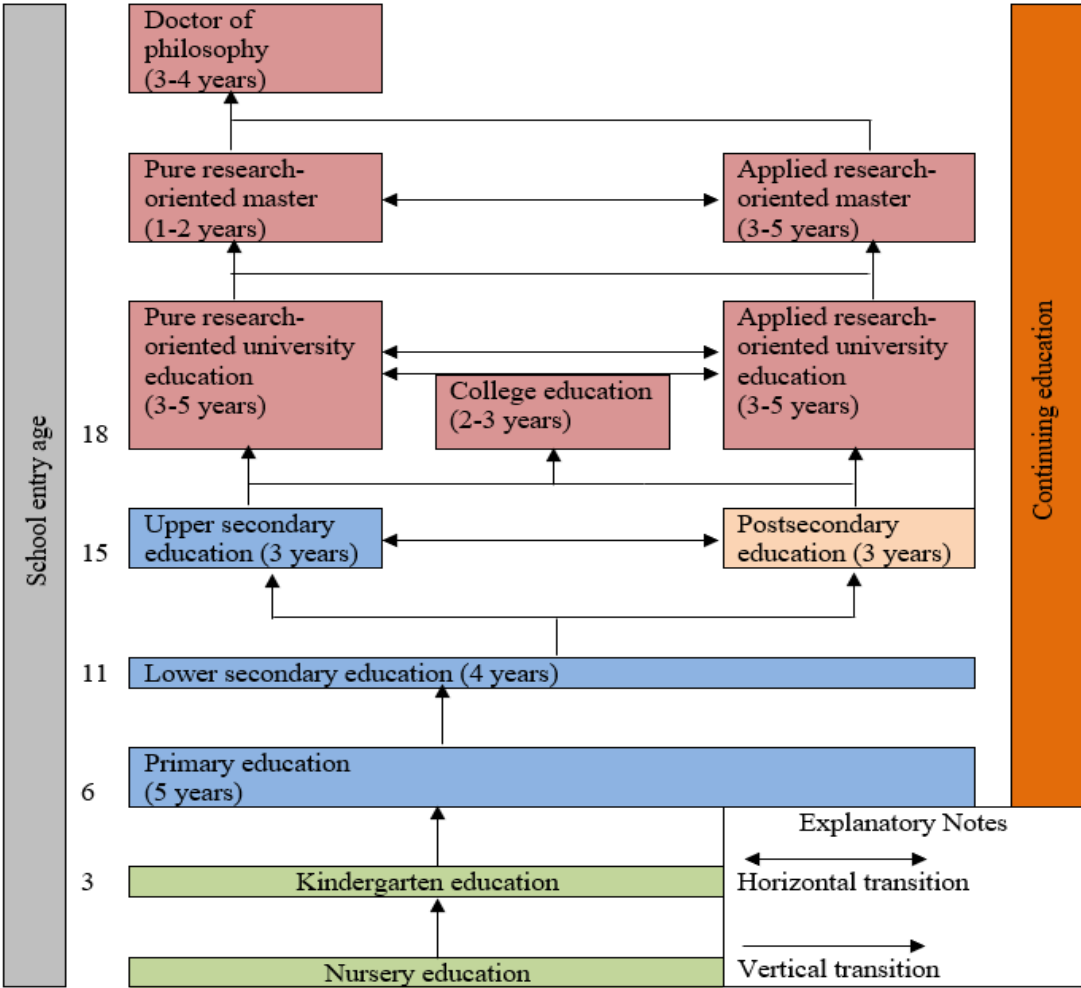 Doctor of
philosophy
(3-4 years)
Pure research-
oriented master
(1-2 years)
Applied research-
oriented master
(3-5 years)
Pure research-
oriented university
education
(3-5 years)
Applied research-
oriented university
education
(3-5 years)
College education
(2-3 years)
18
Upper secondary
education (3 years)
Postsecondary
education (3 years)
15
11
Lower secondary education (4 years)
Primary education
(5 years)
6
3
Kindergarten education
Nursery education
Explanatory Notes
Horizontal transition
Vertical transition
School entry age
Continuing education